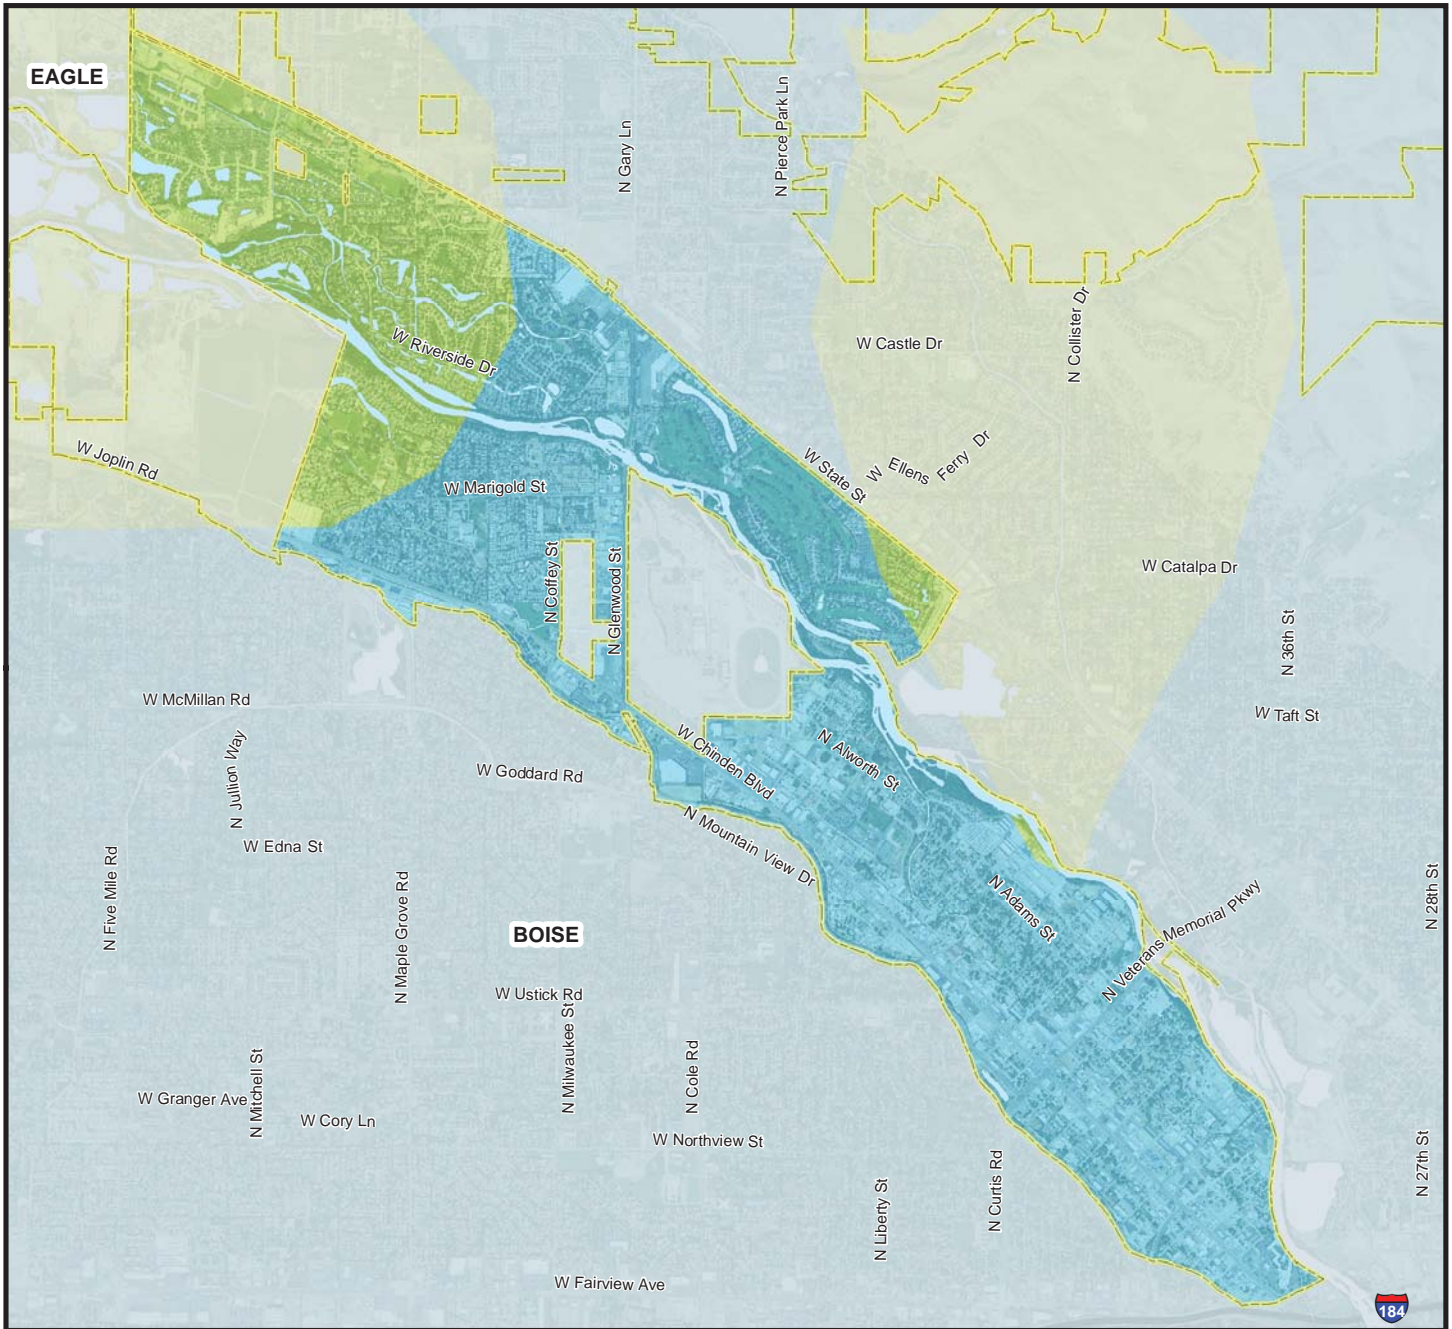 EAGLE
N Gary Ln
N Pierce Park Ln
W Riverside Dr
W Castle Dr
N Collister Dr
W Joplin Rd
W Marigold St
W State St
W Ellens Ferry Dr
N Coffey St
N Glenwood St
W Catalpa Dr
N 36th St
W McMillan Rd
W Taft St
N Jullion Way
W Goddard Rd
W Chinden Blvd
N Alworth St
N Mountain View Dr
W Edna St
N Five Mile Rd
N Maple Grove Rd
N Adams St
N 28th St
N Veterans Memorial Pkwy
BOISE
W Ustick Rd
N Milwaukee St
N Cole Rd
N Mitchell St
W Granger Ave
W Cory Ln
W Northview St
N Liberty St
N Curtis Rd
N 27th St
W Fairview Ave
184